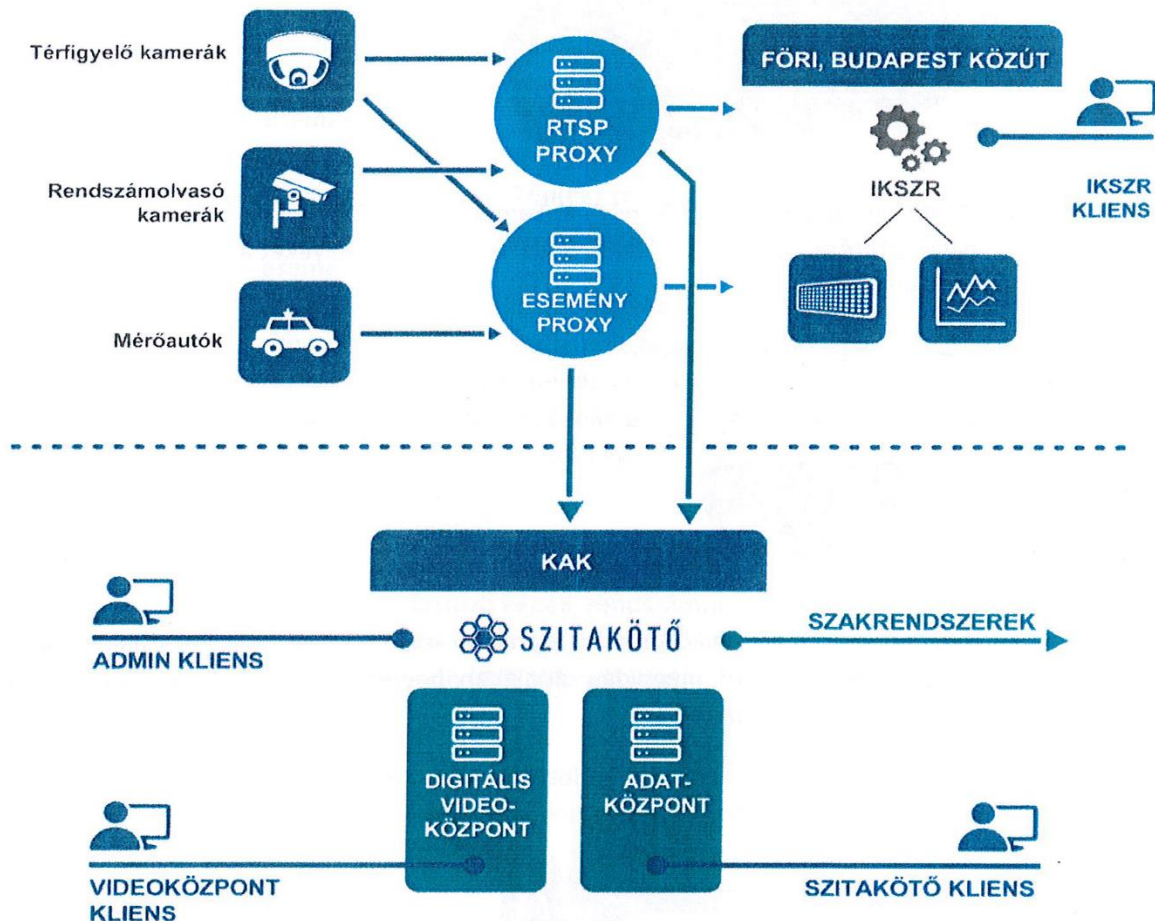 Térfigyelő kamerák
RTSP
PROXY
FÖRI, BUDAPEST KÖZÚT
IKSZR
IKSZR
KLIENS
Rendszámolvasó
kamerák
ESEMÉNY
PROXY
Mérőautók
KAK
SZITAKÖTŐ
ADMIN KLIENS
SZAKRENDSZEREK
DIGITÁLIS
VIDEO-
KÖZPONT
ADAT-
KÖZPONT
VIDEOKÖZPONT
KLIENS
SZITAKÖTŐ KLIENS